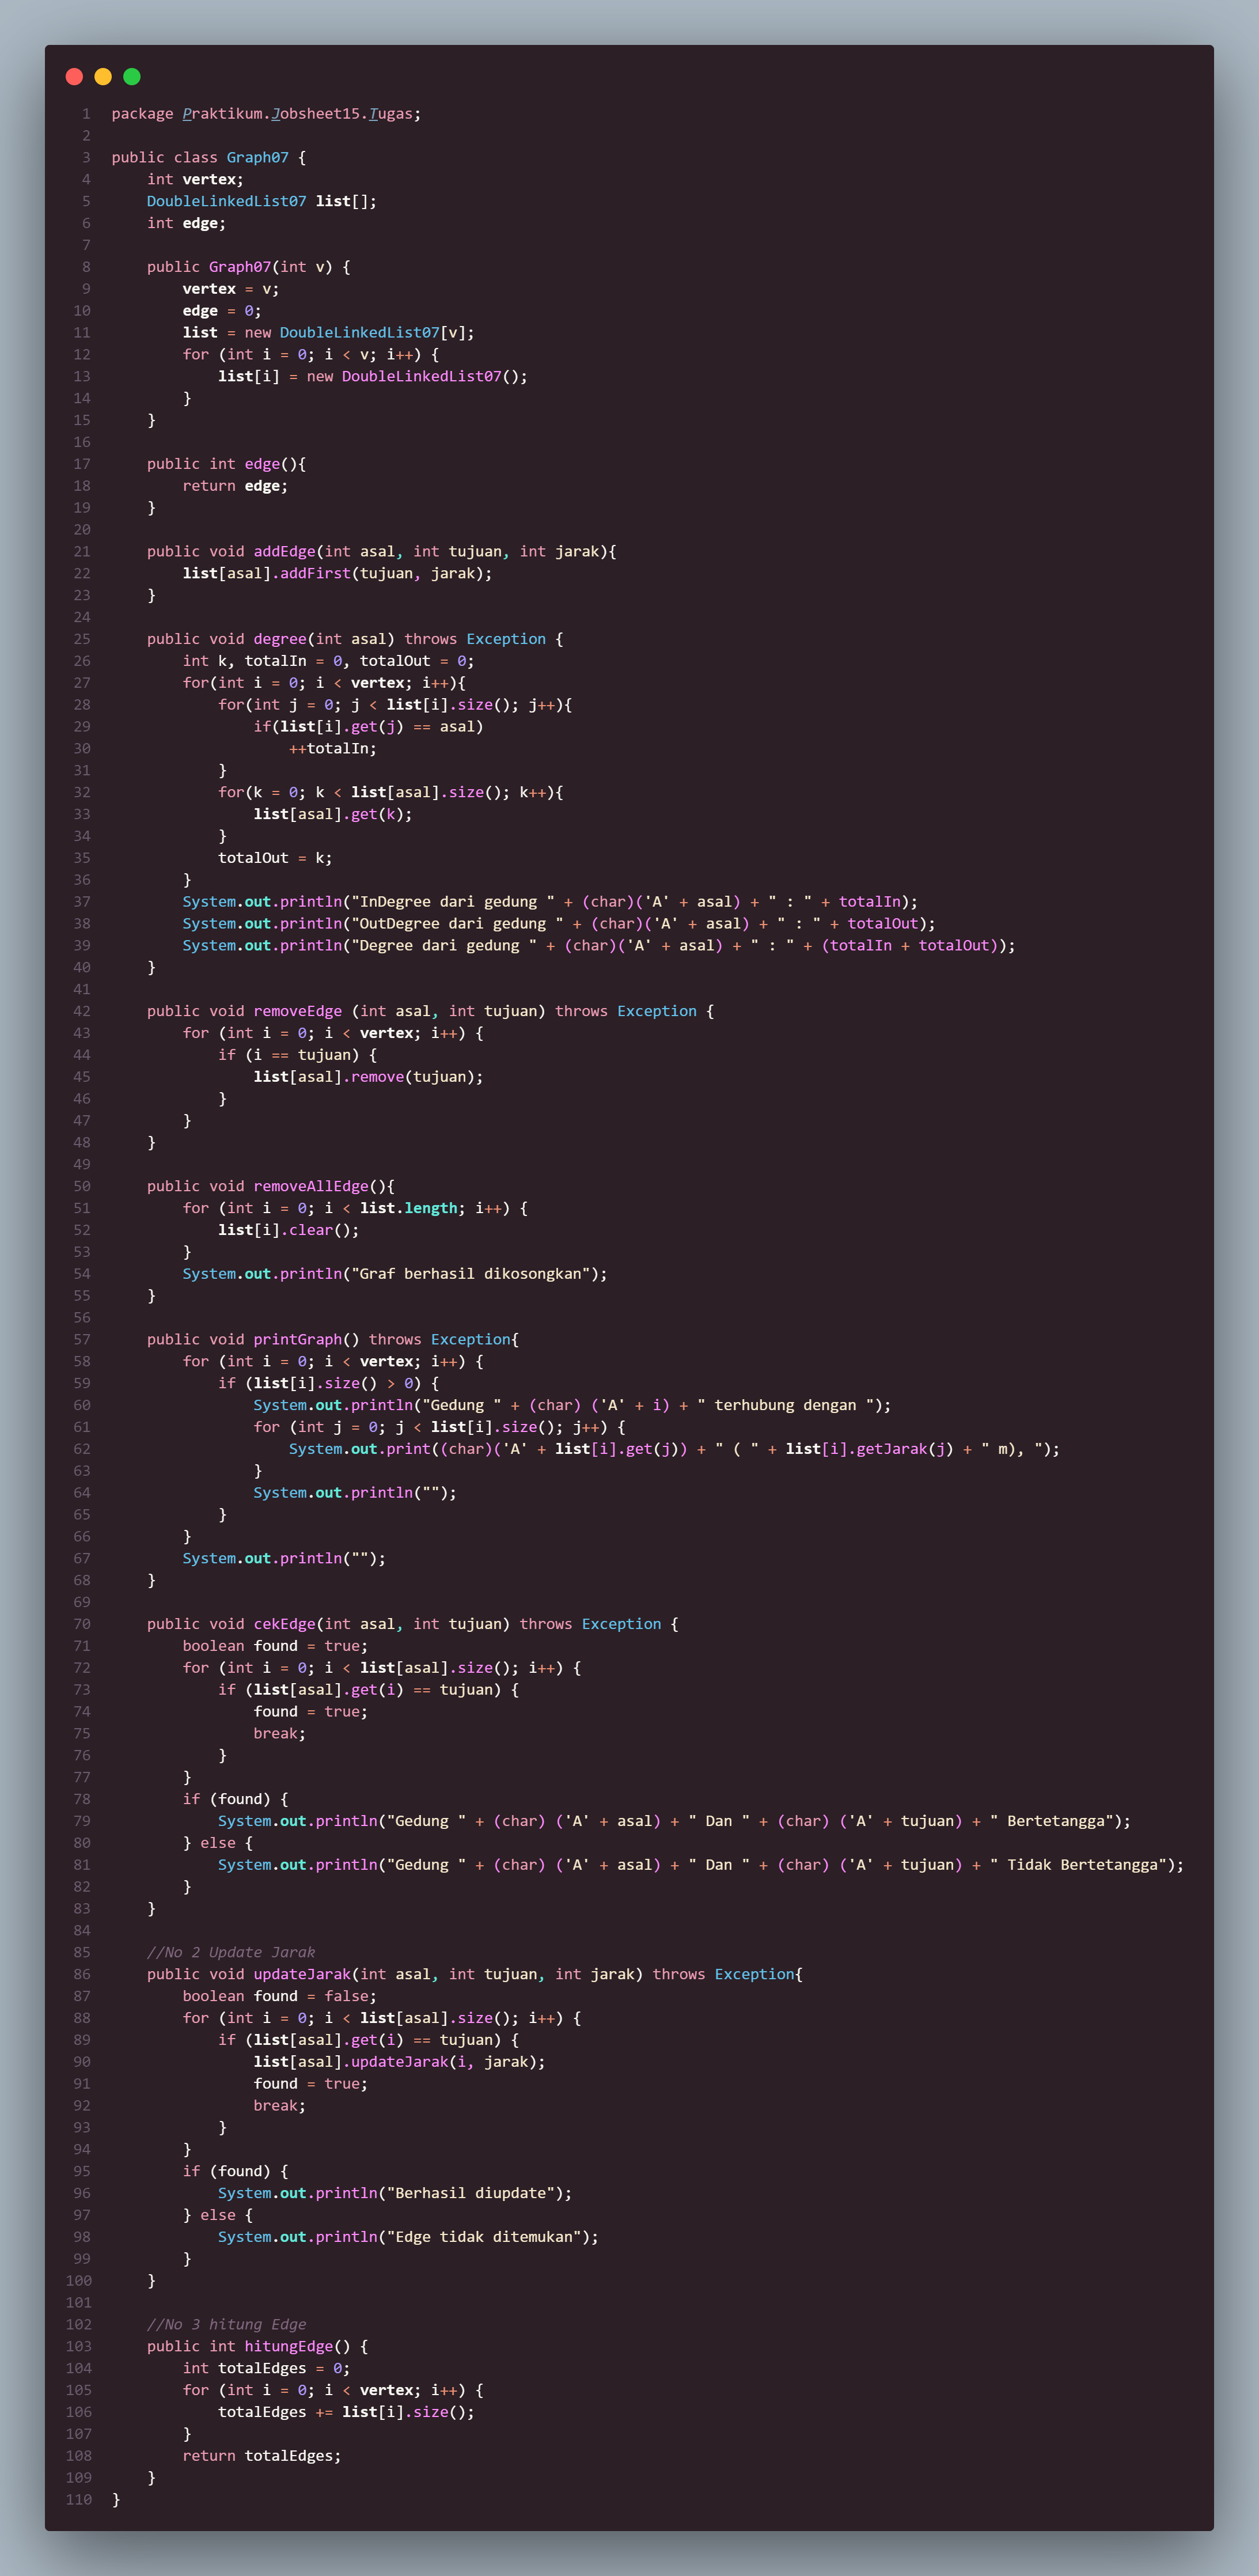 1 package Praktikum.Jobsheet15.Tugas;
2
3 public class Graph07 {
4     int vertex;
5     DoubleLinkedList07 list[];
6     int edge;
7
8     public Graph07(int v) {
9         vertex = v;
10         edge = 0;
11         list = new DoubleLinkedList07[v];
12         for (int i = 0; i < v; i++) {
13             list[i] = new DoubleLinkedList07();
14         }
15     }
16
17     public int edge(){
18         return edge;
19     }
20
21     public void addEdge(int asal, int tujuan, int jarak){
22         list[asal].addFirst(tujuan, jarak);
23     }
24
25     public void degree(int asal) throws Exception {
26         int k, totalIn = 0, totalOut = 0;
27         for(int i = 0; i < vertex; i++){
28             for(int j = 0; j < list[i].size(); j++){
29                 if(list[i].get(j) == asal)
30                     ++totalIn;
31             }
32             for(k = 0; k < list[asal].size(); k++){
33                 list[asal].get(k);
34             }
35             totalOut = k;
36         }
37         System.out.println("InDegree dari gedung " + (char)('A' + asal) + " : " + totalIn);
38         System.out.println("OutDegree dari gedung " + (char)('A' + asal) + " : " + totalOut);
39         System.out.println("Degree dari gedung " + (char)('A' + asal) + " : " + (totalIn + totalOut));
40     }
41
42     public void removeEdge (int asal, int tujuan) throws Exception {
43         for (int i = 0; i < vertex; i++) {
44             if (i == tujuan) {
45                 list[asal].remove(tujuan);
46             }
47         }
48     }
49
50     public void removeAllEdge(){
51         for (int i = 0; i < list.length; i++) {
52             list[i].clear();
53         }
54         System.out.println("Graf berhasil dikosongkan");
55     }
56
57     public void printGraph() throws Exception{
58         for (int i = 0; i < vertex; i++) {
59             if (list[i].size() > 0) {
60                 System.out.println("Gedung " + (char) ('A' + i) + " terhubung dengan ");
61                 for (int j = 0; j < list[i].size(); j++) {
62                     System.out.print((char)('A' + list[i].get(j)) + " ( " + list[i].getJarak(j) + " m), ");
63                 }
64                 System.out.println("");
65             }
66         }
67         System.out.println("");
68     }
69
70     public void cekEdge(int asal, int tujuan) throws Exception {
71         boolean found = true;
72         for (int i = 0; i < list[asal].size(); i++) {
73             if (list[asal].get(i) == tujuan) {
74                 found = true;
75                 break;
76             }
77         }
78         if (found) {
79             System.out.println("Gedung " + (char) ('A' + asal) + " Dan " + (char) ('A' + tujuan) + " Bertetangga");
80         } else {
81             System.out.println("Gedung " + (char) ('A' + asal) + " Dan " + (char) ('A' + tujuan) + " Tidak Bertetangga");
82         }
83     }
84
85     //No 2 Update Jarak
86     public void updateJarak(int asal, int tujuan, int jarak) throws Exception{
87         boolean found = false;
88         for (int i = 0; i < list[asal].size(); i++) {
89             if (list[asal].get(i) == tujuan) {
90                 list[asal].updateJarak(i, jarak);
91                 found = true;
92                 break;
93             }
94         }
95         if (found) {
96             System.out.println("Berhasil diupdate");
97         } else {
98             System.out.println("Edge tidak ditemukan");
99         }
100     }
101
102     //No 3 hitung Edge
103     public int hitungEdge() {
104         int totalEdges = 0;
105         for (int i = 0; i < vertex; i++) {
106             totalEdges += list[i].size();
107         }
108         return totalEdges;
109     }
110 }